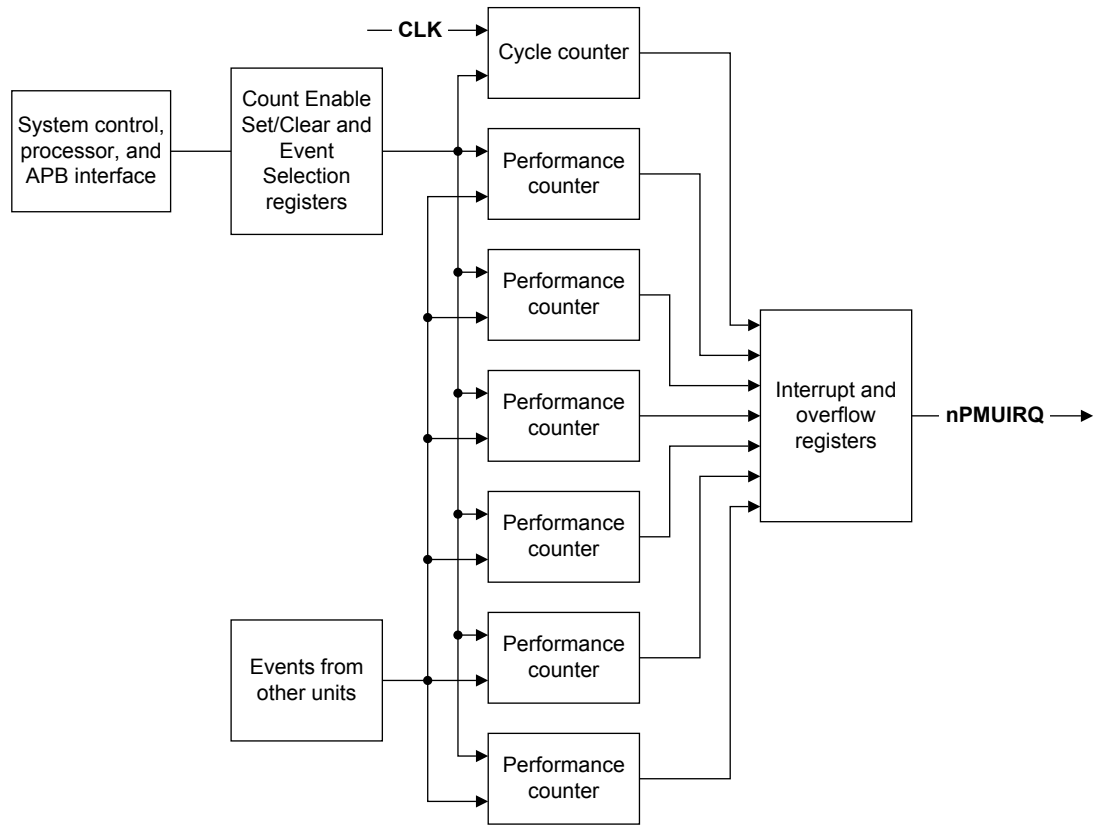 CLK
Cycle counter
System control,
processor, and
APB interface
Count Enable
Set/Clear and
Event
Selection
registers
Performance
counter
Performance
counter
Performance
counter
Performance
counter
Performance
counter
Performance
counter
Events from
other units
Interrupt and
overflow
registers
nPMUIRQ